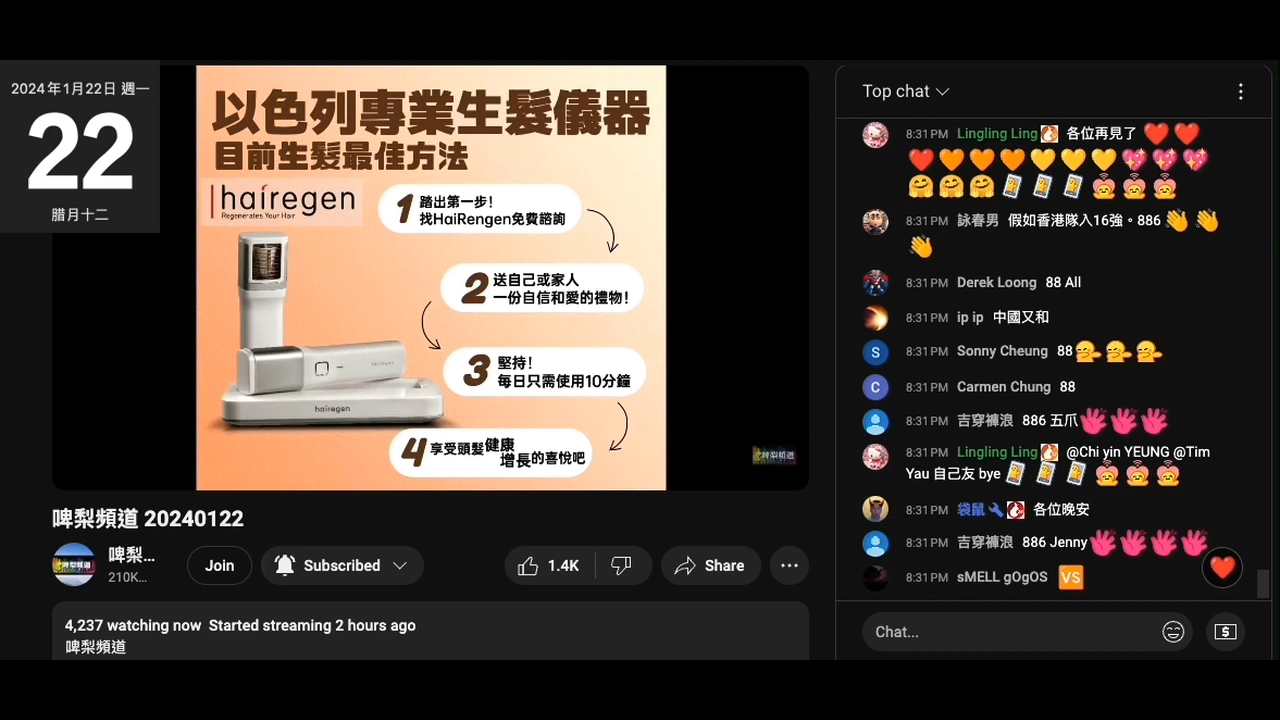 2024年1月22日 週一
22
腊月十二
以色列專業生髮儀器
目前生髮最佳方法
hairegen
Regenerates Your Hair
1 踏出第一步!
找HaiRengen免費諮詢
2 送自己或家人
一份自信和愛的禮物!
3 堅持!
每日只需使用10分鐘
4 享受頭髮健康
增長的喜悅吧
hairegen
hairegen
啤梨頻道
啤梨頻道 20240122
啤梨...
210K...
Join
Subscribed
1.4K
Share
4,237 watching now Started streaming 2 hours ago
啤梨頻道
Top chat
8:31 PM Lingling Ling 各位再見了 ❤️ ❤️
❤️ 🧡 🧡 🧡 💛 💛 💛 💖 💖 💖
8:31 PM 詠春男 假如香港隊入16強。886 👋 👋
👋
8:31 PM Derek Loong 88 All
8:31 PM ip ip 中國又和
8:31 PM Sonny Cheung 88
8:31 PM Carmen Chung 88
8:31 PM 吉穿褲浪 886 五爪
8:31 PM Lingling Ling @Chi yin YEUNG @Tim
Yau 自己友 bye
8:31 PM 袋鼠 各位晚安
8:31 PM 吉穿褲浪 886 Jenny
8:31 PM sMELL gOgOS VS
S
C
Chat...
$